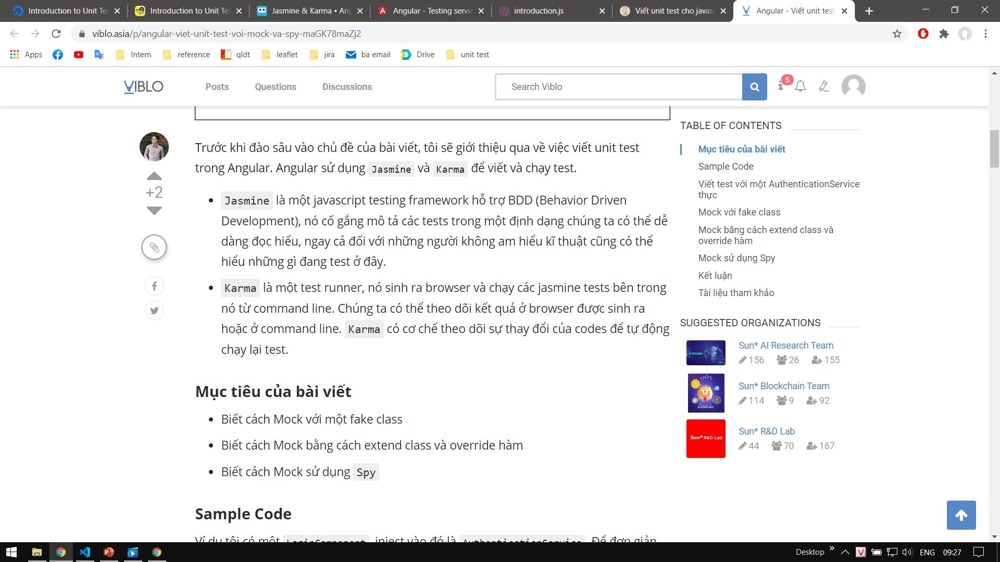 Introduction to Unit Te
Introduction to Unit Te
Jasmine & Karma • Ang
Angular - Testing servic
introduction.js
Viết unit test cho javasc
Angular - Viết unit test
viblo.asia/p/angular-viet-unit-test-voi-mock-va-spy-maGK78maZj2
Apps
Intern
reference
qldt
leaflet
jira
ba email
Drive
unit test
VIBLO
Posts
Questions
Discussions
Search Viblo
5
Trước khi đào sâu vào chủ đề của bài viết, tôi sẽ giới thiệu qua về việc viết unit test
trong Angular. Angular sử dụng Jasmine và Karma để viết và chạy test.
+2
• Jasmine là một javascript testing framework hỗ trợ BDD (Behavior Driven
Development), nó cố gắng mô tả các tests trong một định dạng chúng ta có thể dễ
dàng đọc hiểu, ngay cả đối với những người không am hiểu kĩ thuật cũng có thể
hiểu những gì đang test ở đây.
• Karma là một test runner, nó sinh ra browser và chạy các jasmine tests bên trong
nó từ command line. Chúng ta có thể theo dõi kết quả ở browser được sinh ra
hoặc ở command line. Karma có cơ chế theo dõi sự thay đổi của codes để tự động
chạy lại test.
Mục tiêu của bài viết
• Biết cách Mock với một fake class
• Biết cách Mock bằng cách extend class và override hàm
• Biết cách Mock sử dụng Spy
Sample Code
Ví dụ tôi có một LoginComponent, inject vào đó là AuthenticationService. Để đơn giản
TABLE OF CONTENTS
Mục tiêu của bài viết
Sample Code
Viết test với một AuthenticationService
thực
Mock với fake class
Mock bằng cách extend class và
override hàm
Mock sử dụng Spy
Kết luận
Tài liệu tham khảo
SUGGESTED ORGANIZATIONS
AI RESEARCH
Sun* AI Research Team
156 26 155
BLOCKCHAIN
Sun* Blockchain Team
114 9 92
Sun* R&D Lab
Sun* R&D Lab
44 70 167
Desktop
ENG
09:27